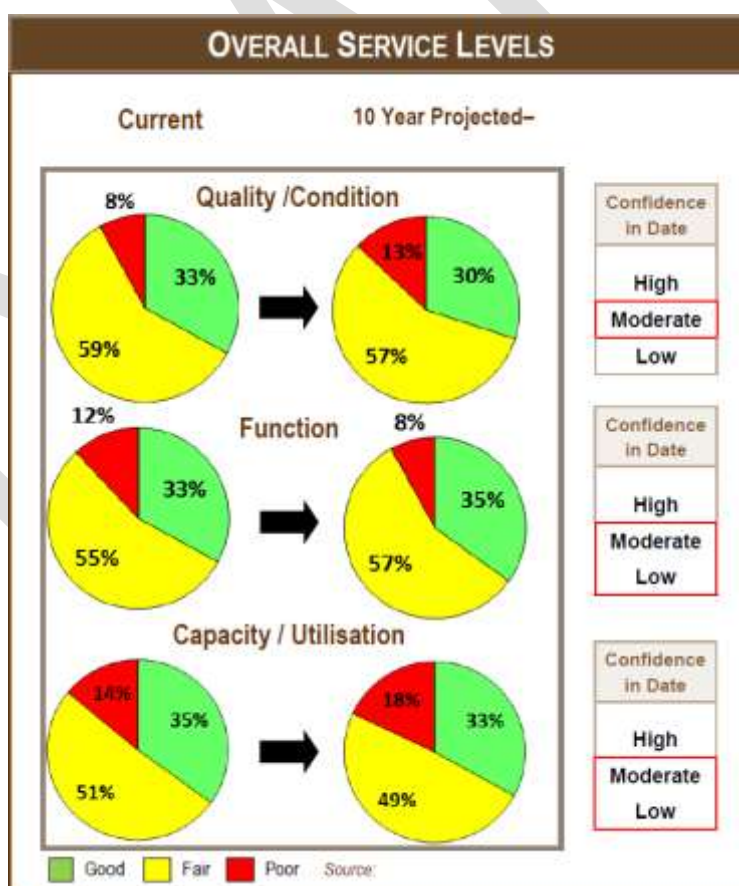 OVERALL SERVICE LEVELS
Current
10 Year Projected–
Quality /Condition
8%
33%
59%
13%
30%
57%
Confidence
in Date
High
Moderate
Low
Function
12%
33%
55%
8%
35%
57%
Confidence
in Date
High
Moderate
Low
Capacity / Utilisation
14%
35%
51%
18%
33%
49%
Confidence
in Date
High
Moderate
Low
Good Fair Poor Source: